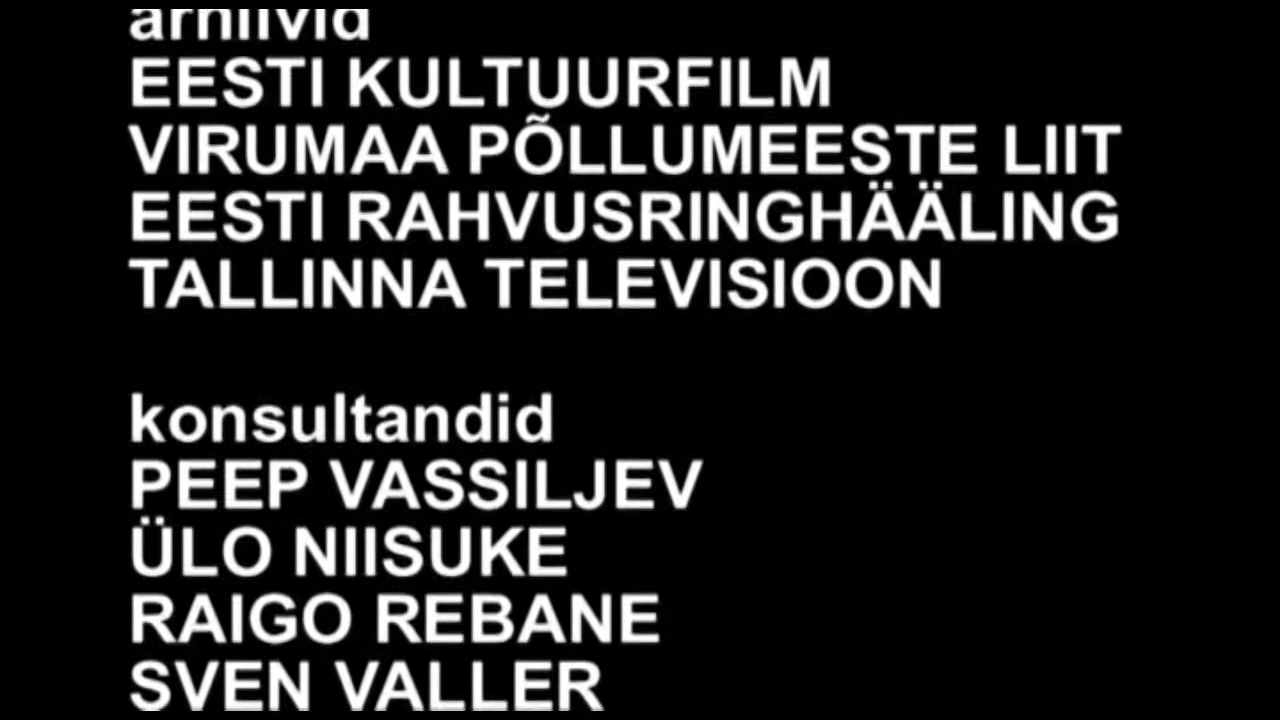 arhiivid
EESTI KULTUURFILM
VIRUMAA PÕLLUMEESTE LIIT
EESTI RAHVUSRINGHÄÄLING
TALLINNA TELEVISIOON
konsultandid
PEEP VASSILJEV
ÜLO NIISUKE
RAIGO REBANE
SVEN VALLER